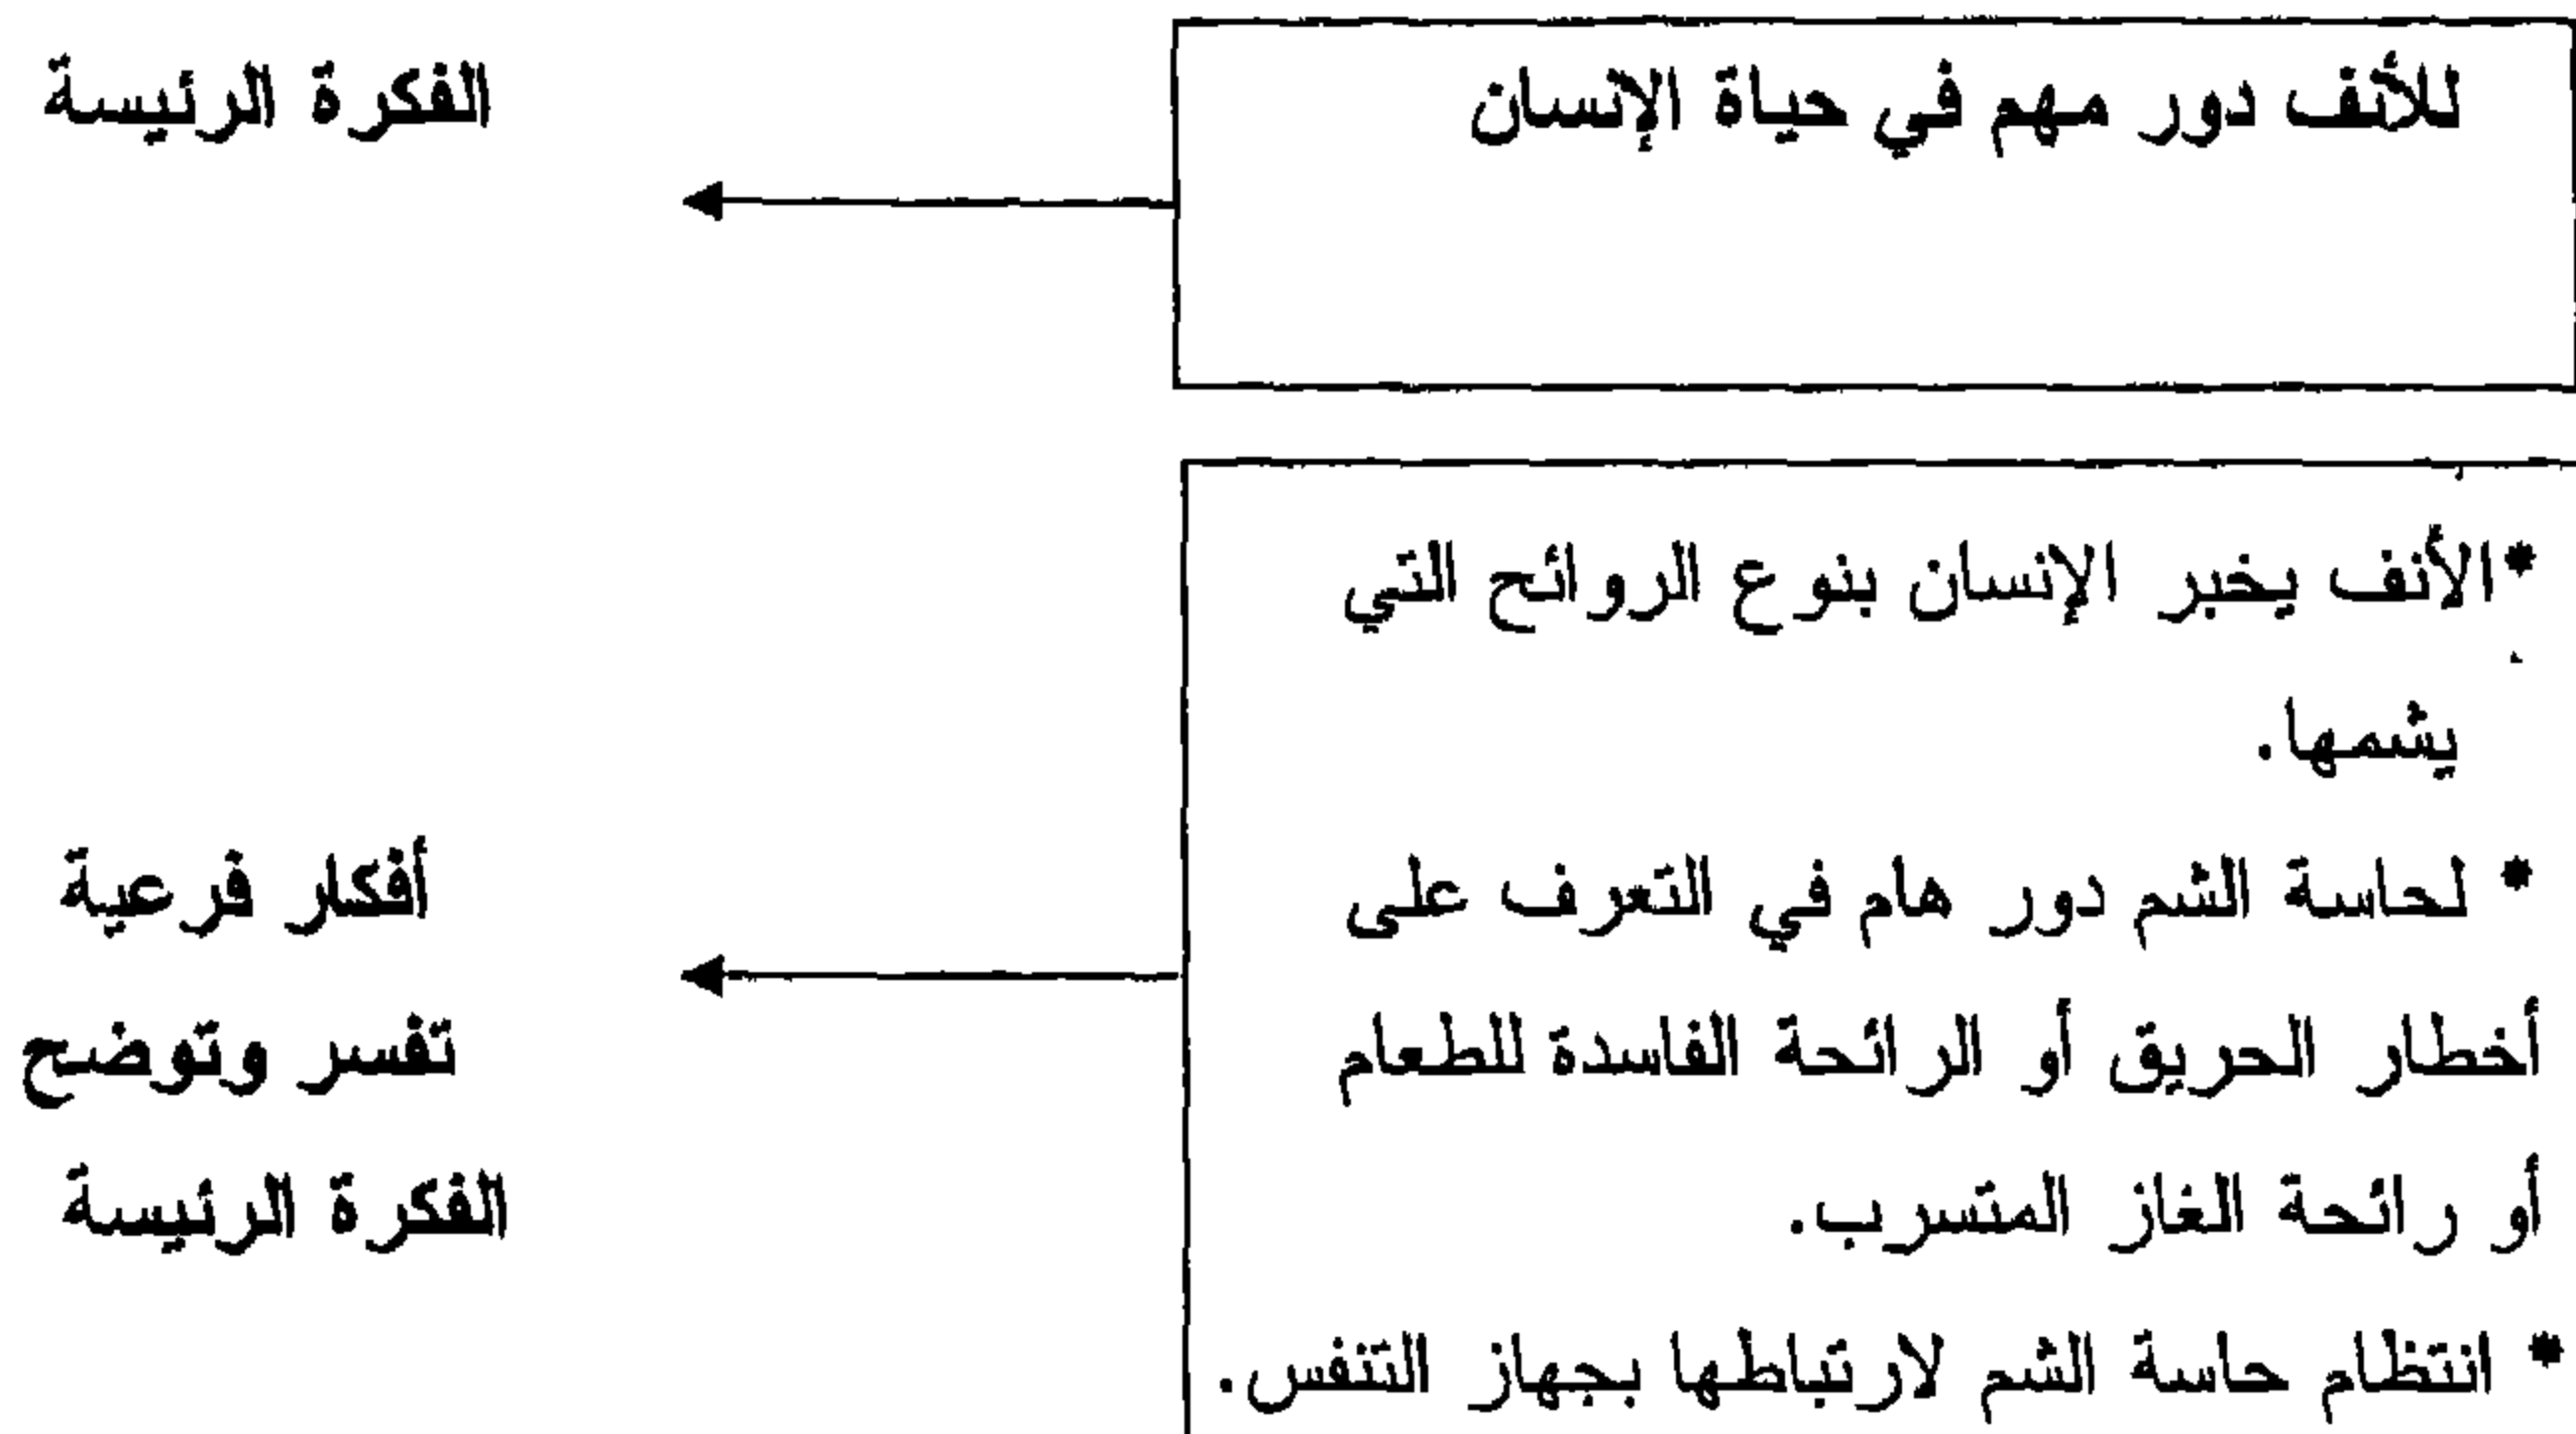 للأنف دور مهم في حياة الإنسان
الفكرة الرئيسة
*الأنف يخبر الإنسان بنوع الروائح التي
يشمها.
* لحاسة الشم دور هام في التعرف على
أخطار الحريق أو الرائحة الفاسدة للطعام
أو رائحة الغاز المتسرب.
* انتظام حاسة الشم لارتباطها بجهاز التنفس.
أفكار فرعية
تفسر وتوضح
الفكرة الرئيسة